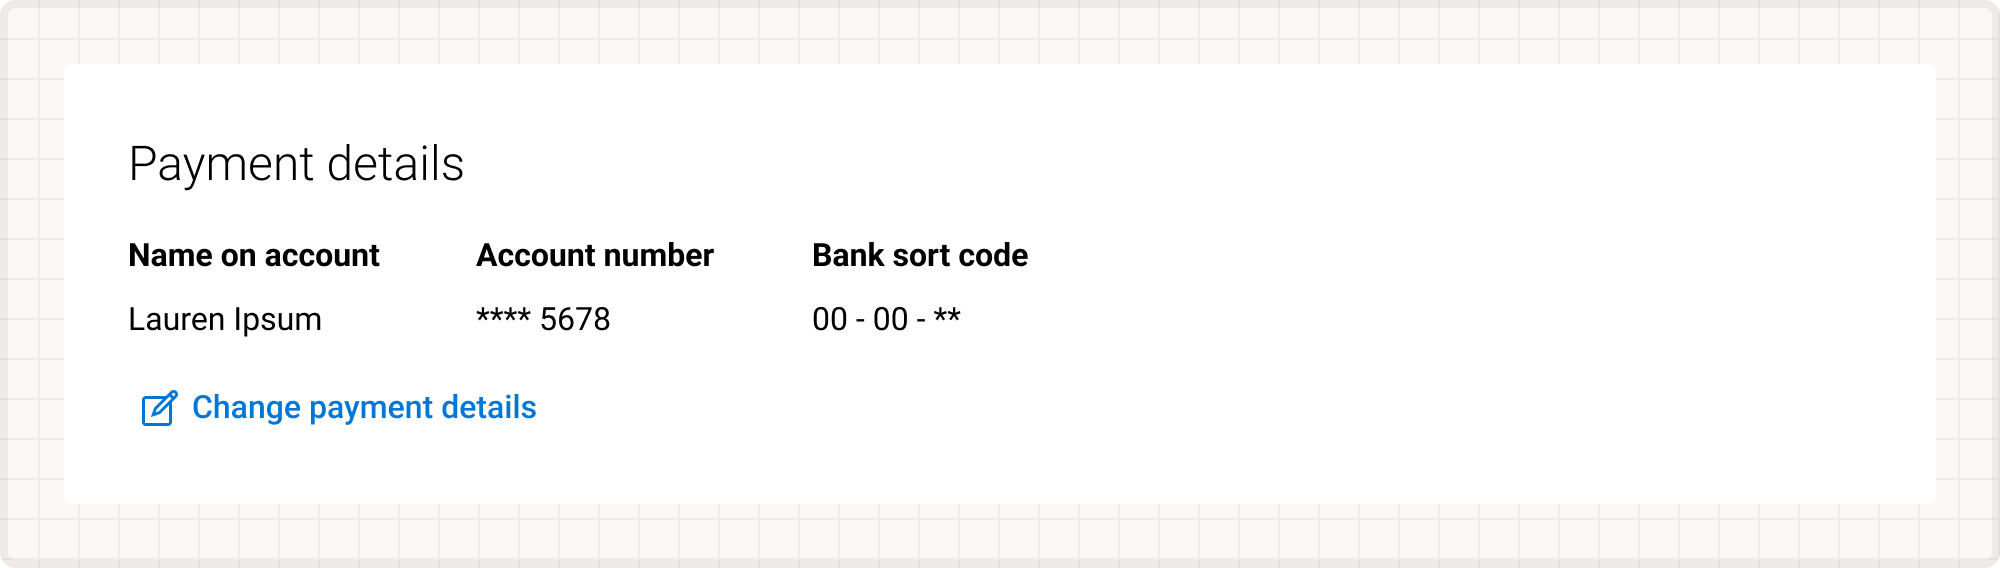 Payment details
Name on account Account number Bank sort code
Lauren Ipsum **** 5678 00 - 00 - **
Change payment details